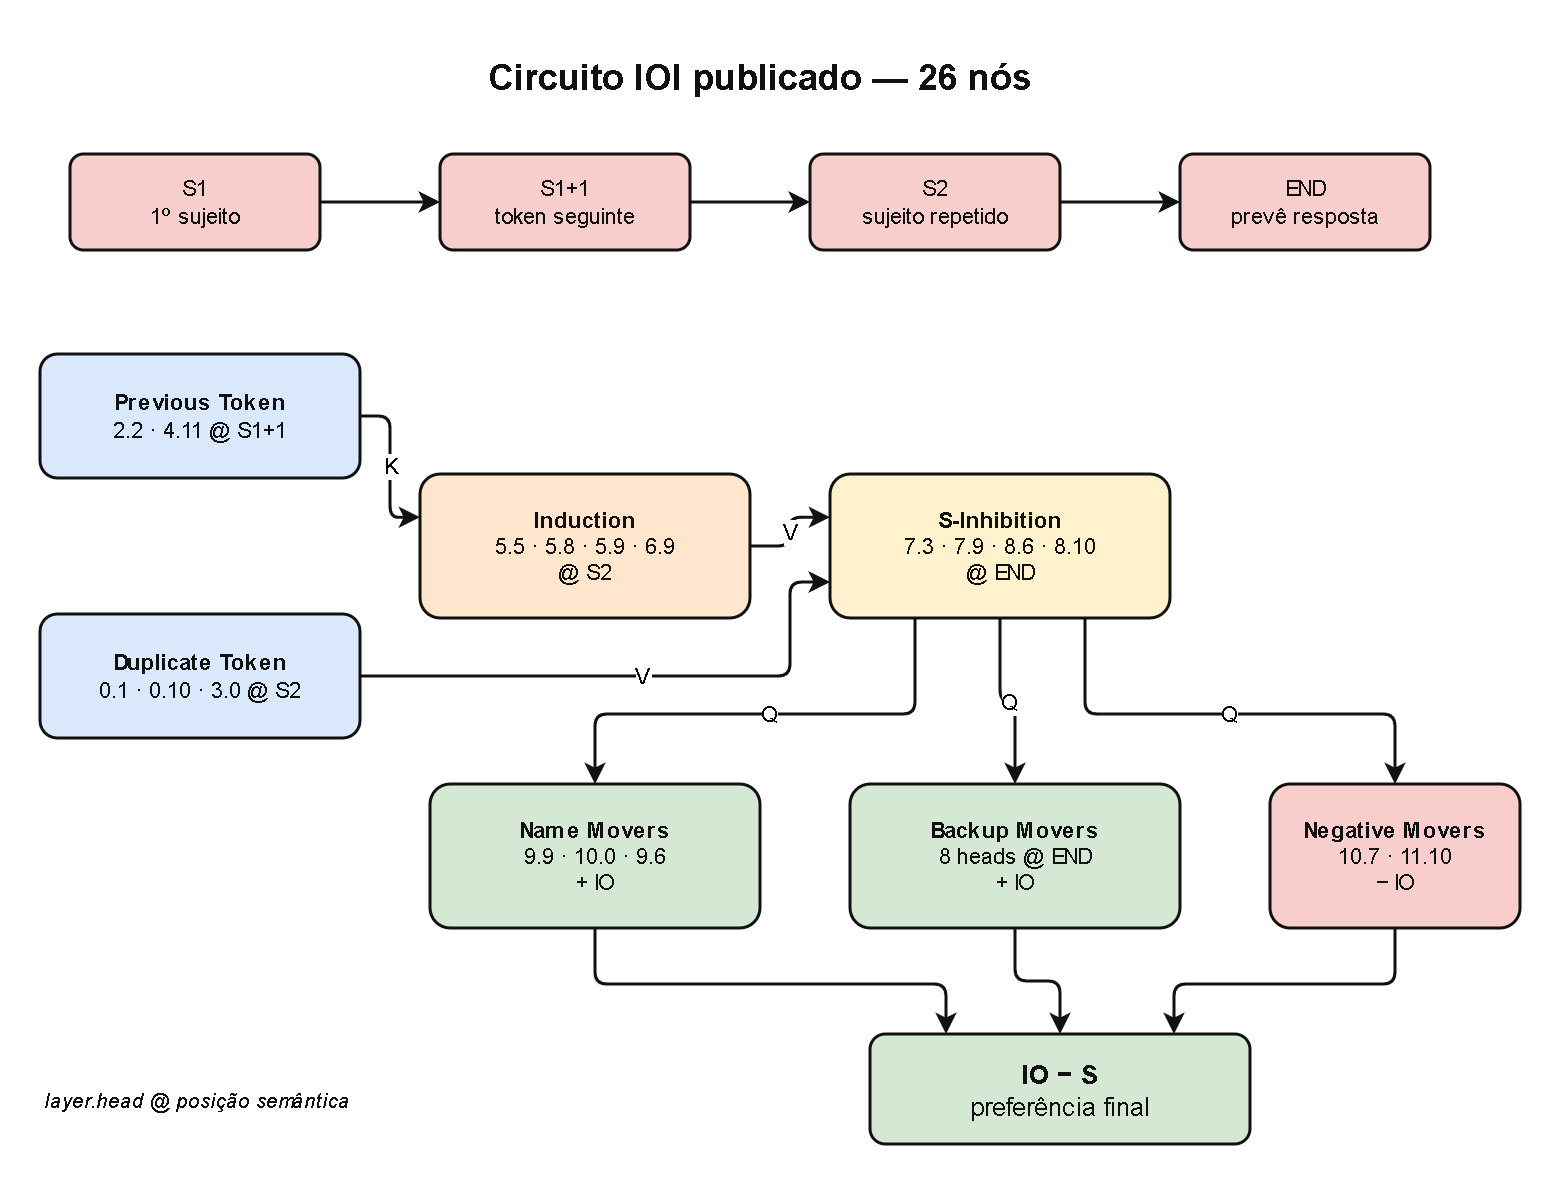 Circuito IOI publicado — 26 nós
S1
1º sujeito
S1+1
token seguinte
S2
sujeito repetido
END
prevê resposta
Previous Token
2.2 · 4.11 @ S1+1
K
Induction
5.5 · 5.8 · 5.9 · 6.9
@ S2
V
S-Inhibition
7.3 · 7.9 · 8.6 · 8.10
@ END
Duplicate Token
0.1 · 0.10 · 3.0 @ S2
V
Q
Q
Q
Name Movers
9.9 · 10.0 · 9.6
+ IO
Backup Movers
8 heads @ END
+ IO
Negative Movers
10.7 · 11.10
− IO
IO − S
preferência final
layer.head @ posição semântica